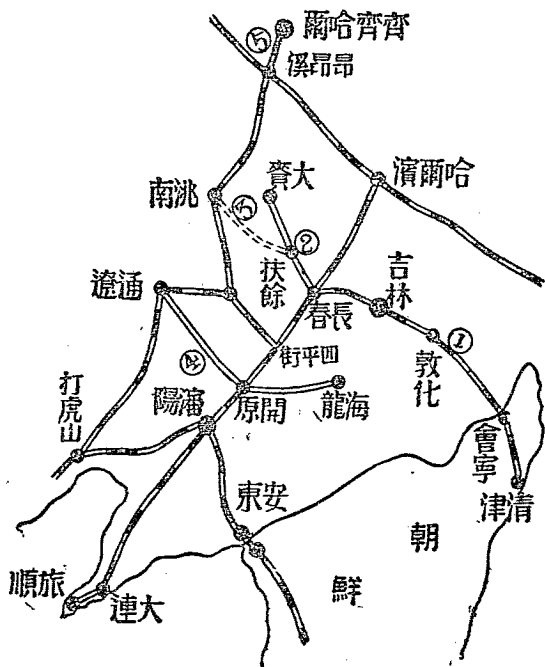 齊齊哈爾
⑤
昂昂溪
哈爾濱
大賚
洮南
③
②
扶餘
吉林
長春
通遼
①
敦化
四平街
④
打虎山
海龍
開原
瀋陽
會寧
清津
安東
朝
鮮
旅順
大連